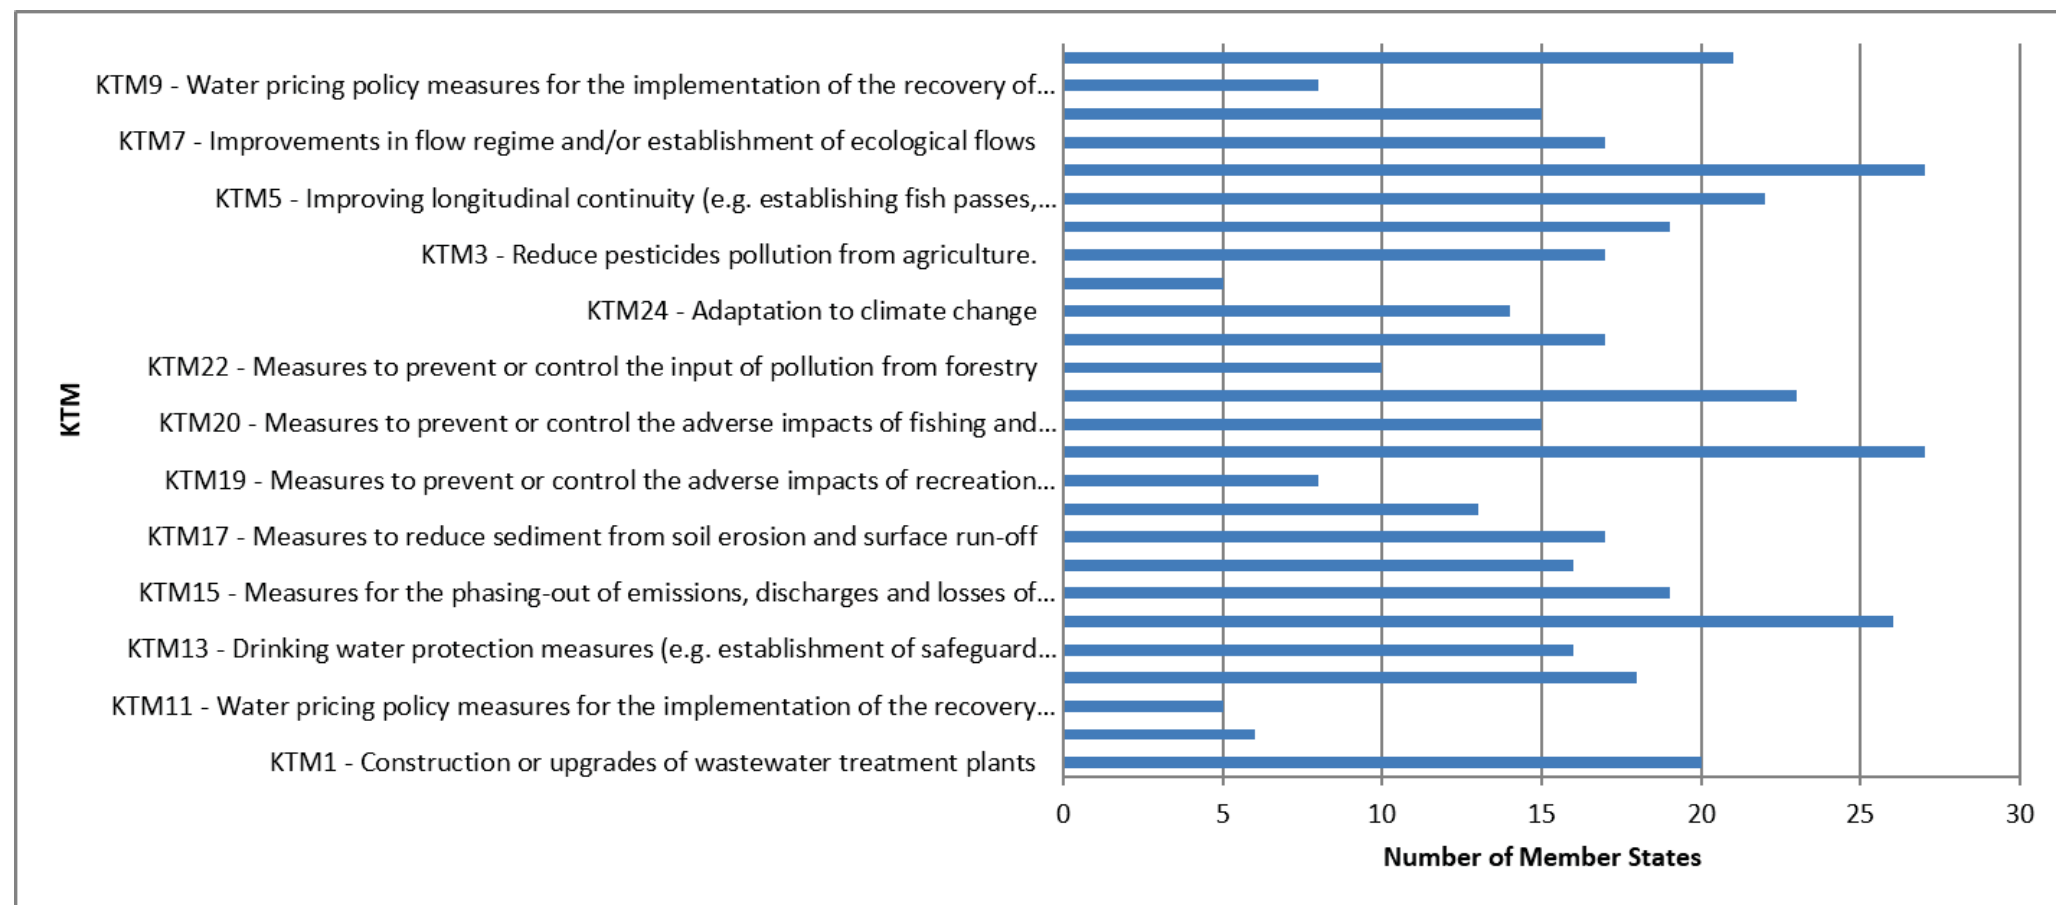 KTM9 - Water pricing policy measures for the implementation of the recovery of...
KTM7 - Improvements in flow regime and/or establishment of ecological flows
KTM5 - Improving longitudinal continuity (e.g. establishing fish passes,...
KTM3 - Reduce pesticides pollution from agriculture.
KTM24 - Adaptation to climate change
KTM22 - Measures to prevent or control the input of pollution from forestry
KTM20 - Measures to prevent or control the adverse impacts of fishing and...
KTM19 - Measures to prevent or control the adverse impacts of recreation...
KTM17 - Measures to reduce sediment from soil erosion and surface run-off
KTM15 - Measures for the phasing-out of emissions, discharges and losses of...
KTM13 - Drinking water protection measures (e.g. establishment of safeguard...
KTM11 - Water pricing policy measures for the implementation of the recovery...
KTM1 - Construction or upgrades of wastewater treatment plants
KTM
0 5 10 15 20 25 30
Number of Member States